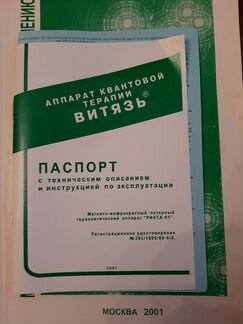 ЕНИС
АППАРАТ КВАНТОВОЙ
ТЕРАПИИ
ВИТЯЗЬ ®
ПАСПОРТ
с техническим описанием
и инструкцией по эксплуатации
Магнито-инфракрасный лазерный
терапевтический аппарат "РИКТА-01".
Регистрационное удостоверение
2001
МОСКВА 2001